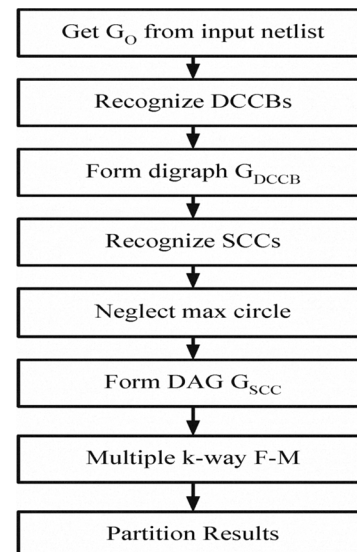 Get G_O from input netlist
Recognize DCCBs
Form digraph G_DCCB
Recognize SCCs
Neglect max circle
Form DAG G_SCC
Multiple k-way F-M
Partition Results